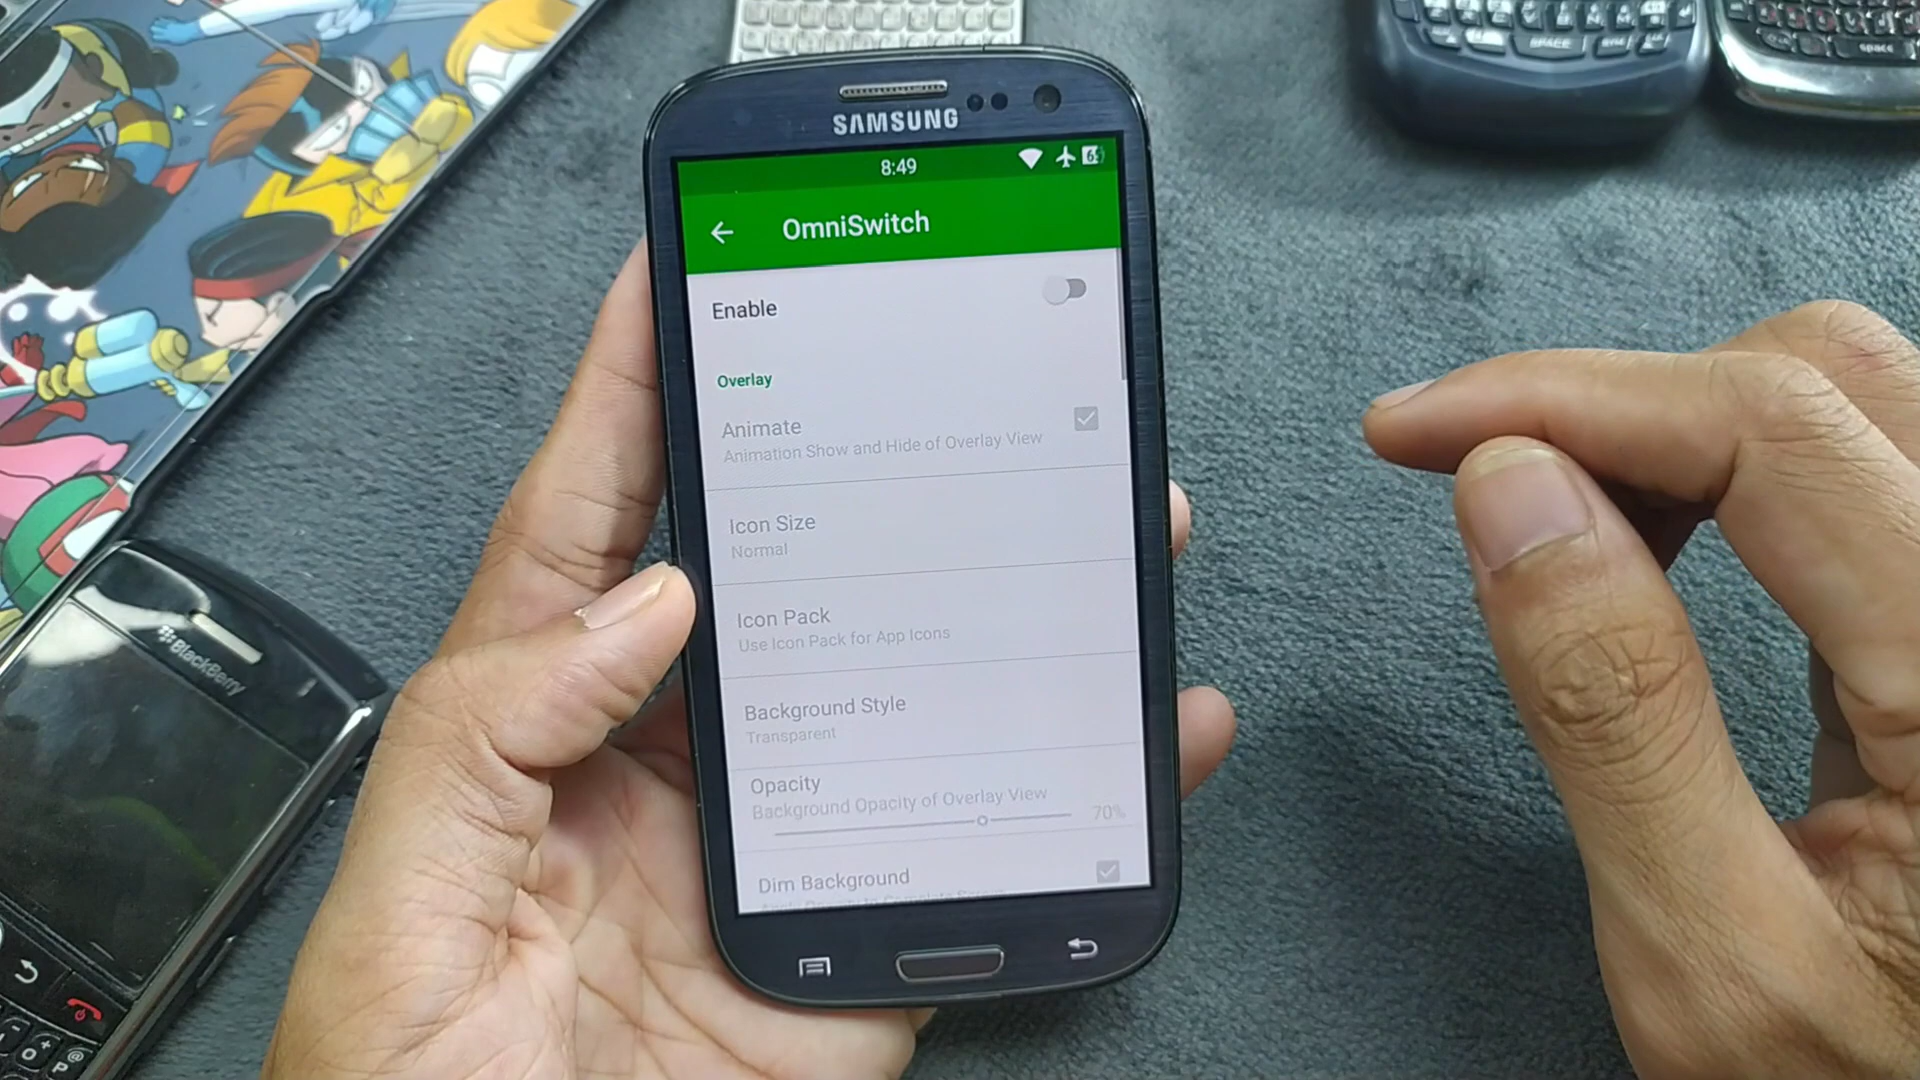 SPACE
space
SAMSUNG
8:49
OmniSwitch
Enable
Overlay
Animate
Animation Show and Hide of Overlay View
Icon Size
Normal
Icon Pack
Use Icon Pack for App Icons
Background Style
Transparent
Opacity
Background Opacity of Overlay View
70%
Dim Background
BlackBerry